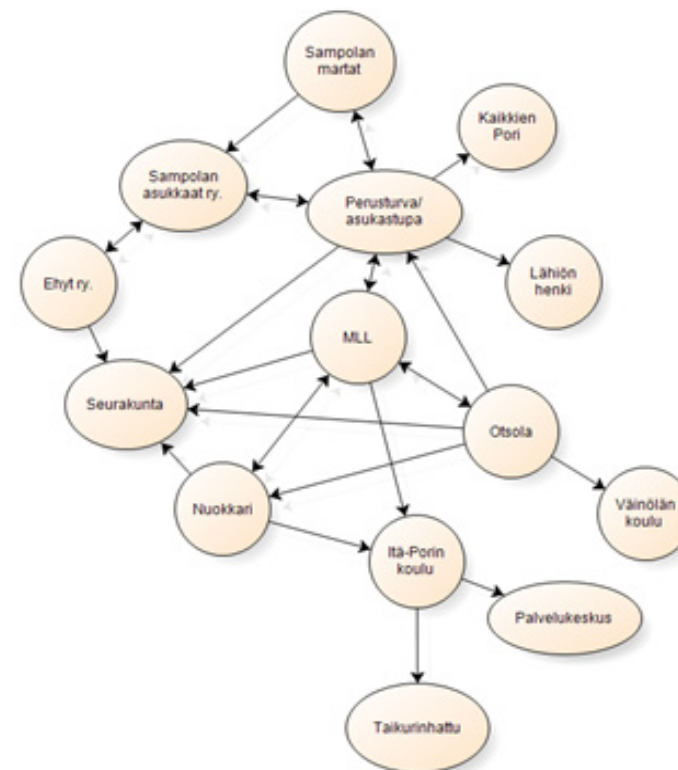 Sampolan
martat
Kaikkien
Pori
Sampolan
asukkaat ry.
Perusturva/
asukastupa
Ehyt ry.
Lähiön
henki
MLL
Seurakunta
Otsola
Nuokkari
Väinölän
koulu
Itä-Porin
koulu
Palvelukeskus
Taikurinhattu